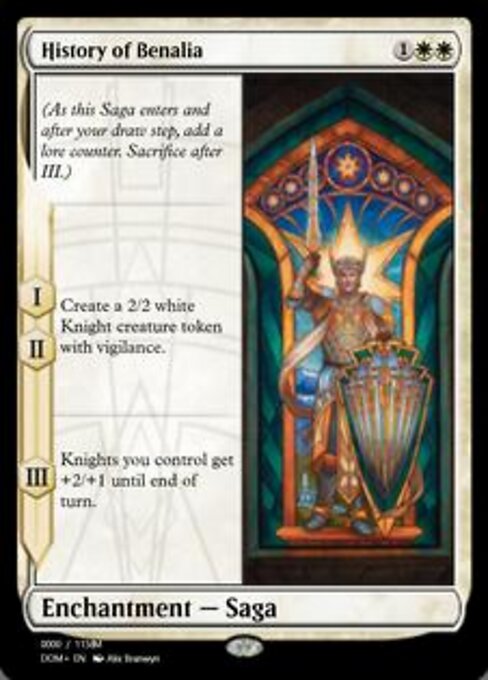 History of Benalia
1
(As this Saga enters and
after your draw step, add a
lore counter. Sacrifice after
III.)
I
Create a 2/2 white
Knight creature token
II
with vigilance.
Knights you control get
III
+2/+1 until end of
turn.
Enchantment — Saga
DOM • EN